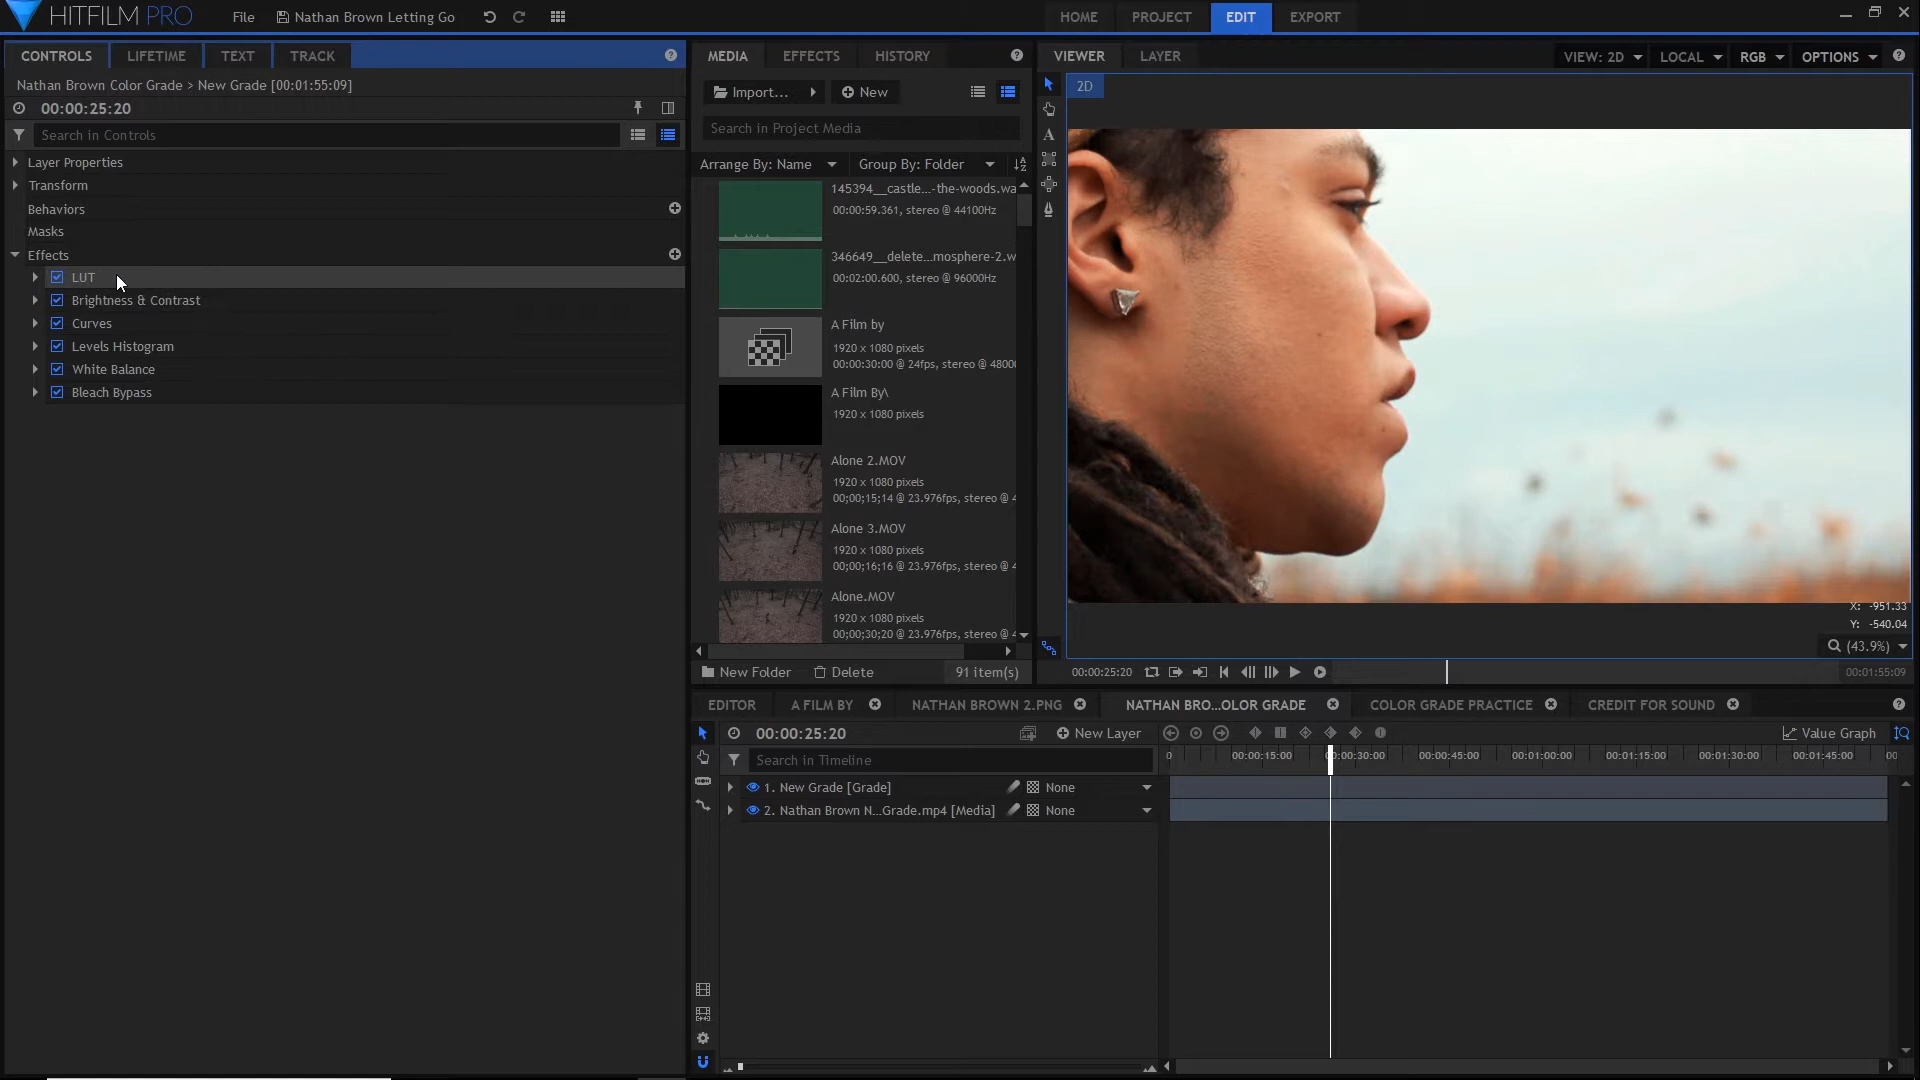 HITFILM PRO
File
Nathan Brown Letting Go
HOME
PROJECT
EDIT
EXPORT
CONTROLS
LIFETIME
TEXT
TRACK
Nathan Brown Color Grade > New Grade [00:01:55:09]
00:00:25:20
Search in Controls
Layer Properties
Transform
Behaviors
Masks
Effects
LUT
Brightness & Contrast
Curves
Levels Histogram
White Balance
Bleach Bypass
MEDIA
EFFECTS
HISTORY
Import...
New
Search in Project Media
Arrange By: Name
Group By: Folder
145394__castle...-the-woods.wa
00:00:59.361, stereo @ 44100Hz
346649__delete...mosphere-2.w
00:02:00.600, stereo @ 96000Hz
A Film by
1920 x 1080 pixels
00:00:30:00 @ 24fps, stereo @ 4800
A Film By\
1920 x 1080 pixels
Alone 2.MOV
1920 x 1080 pixels
00;00;15;14 @ 23.976fps, stereo @ 4
Alone 3.MOV
1920 x 1080 pixels
00;00;16;16 @ 23.976fps, stereo @ 4
Alone.MOV
1920 x 1080 pixels
00;00;30;20 @ 23.976fps, stereo @ 4
New Folder
Delete
91 item(s)
VIEWER
LAYER
VIEW: 2D
LOCAL
RGB
OPTIONS
2D
X: -951.33
Y: -540.04
(43.9%)
00:00:25:20
00:01:55:09
EDITOR
A FILM BY
NATHAN BROWN 2.PNG
NATHAN BRO...OLOR GRADE
COLOR GRADE PRACTICE
CREDIT FOR SOUND
00:00:25:20
New Layer
Value Graph
Search in Timeline
0
00:00:15:00
00:00:30:00
00:00:45:00
00:01:00:00
00:01:15:00
00:01:30:00
00:01:45:00
00
1. New Grade [Grade]
None
2. Nathan Brown N...Grade.mp4 [Media]
None